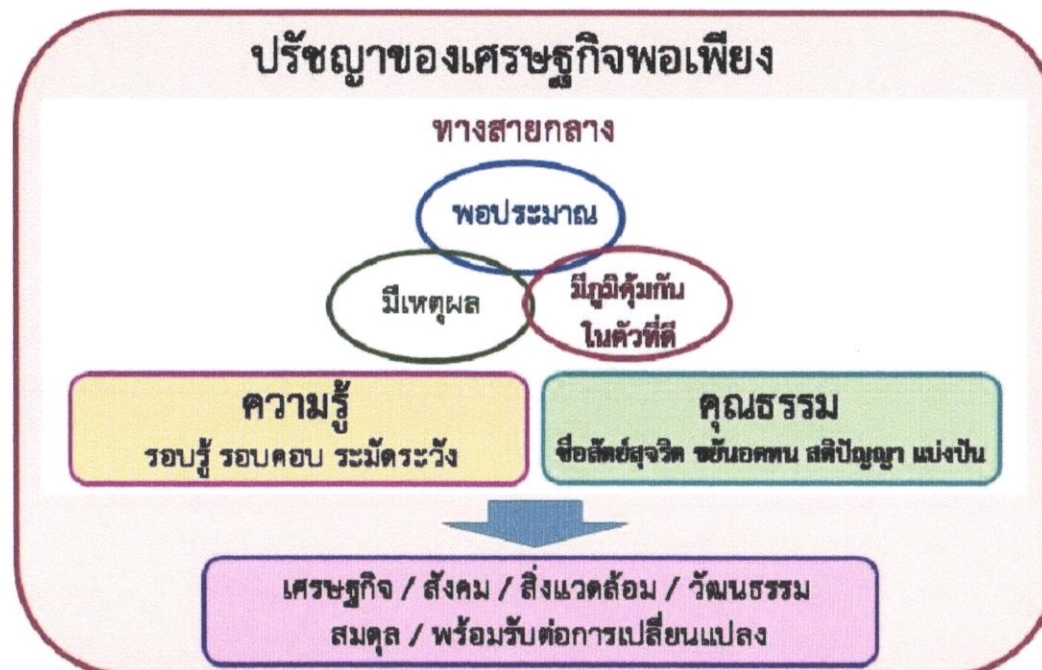 ปรัชญาของเศรษฐกิจพอเพียง
ทางสายกลาง
พอประมาณ
มีเหตุผล
มีภูมิคุ้มกัน
ในตัวที่ดี
ความรู้
รอบรู้ รอบคอบ ระมัดระวัง
คุณธรรม
ซื่อสัตย์สุจริต ขยันอดทน สติปัญญา แบ่งปัน
เศรษฐกิจ / สังคม / สิ่งแวดล้อม / วัฒนธรรม
สมดุล / พร้อมรับต่อการเปลี่ยนแปลง